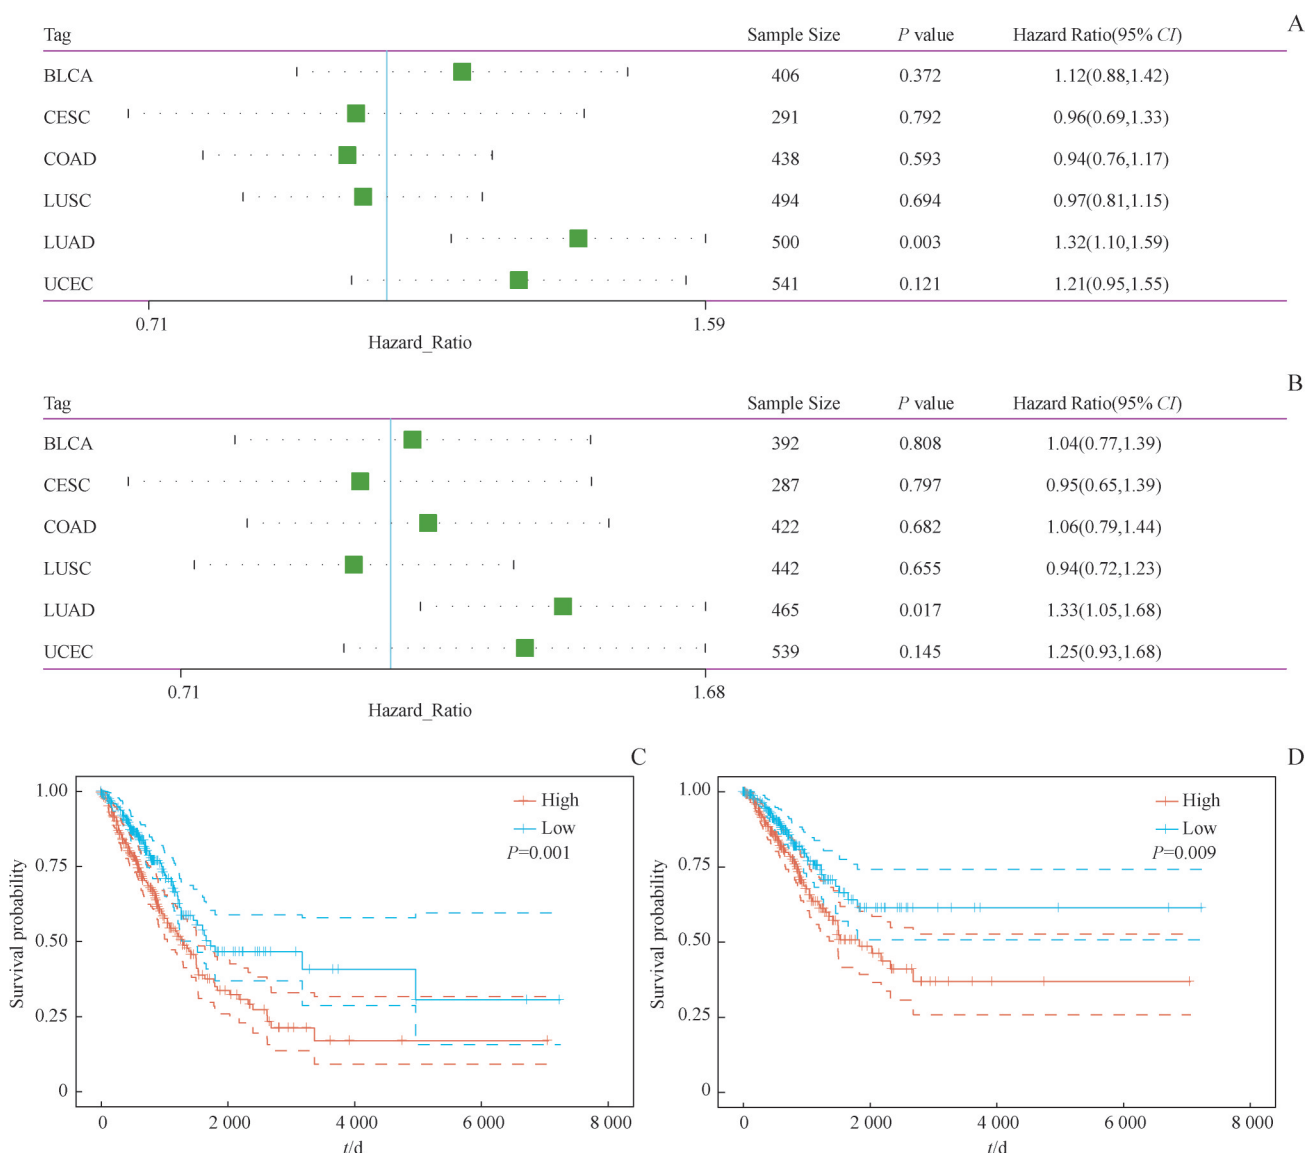 A
Tag Sample Size P value Hazard Ratio(95% CI)
BLCA 406 0.372 1.12(0.88,1.42)
CESC 291 0.792 0.96(0.69,1.33)
COAD 438 0.593 0.94(0.76,1.17)
LUSC 494 0.694 0.97(0.81,1.15)
LUAD 500 0.003 1.32(1.10,1.59)
UCEC 541 0.121 1.21(0.95,1.55)
0.71 1.59
Hazard_Ratio
B
Tag Sample Size P value Hazard Ratio(95% CI)
BLCA 392 0.808 1.04(0.77,1.39)
CESC 287 0.797 0.95(0.65,1.39)
COAD 422 0.682 1.06(0.79,1.44)
LUSC 442 0.655 0.94(0.72,1.23)
LUAD 465 0.017 1.33(1.05,1.68)
UCEC 539 0.145 1.25(0.93,1.68)
0.71 1.68
Hazard_Ratio
C
Survival probability
1.00
0.75
0.50
0.25
0
High
Low
P=0.001
0 2 000 4 000 6 000 8 000
t/d
D
Survival probability
1.00
0.75
0.50
0.25
0
High
Low
P=0.009
0 2 000 4 000 6 000 8 000
t/d